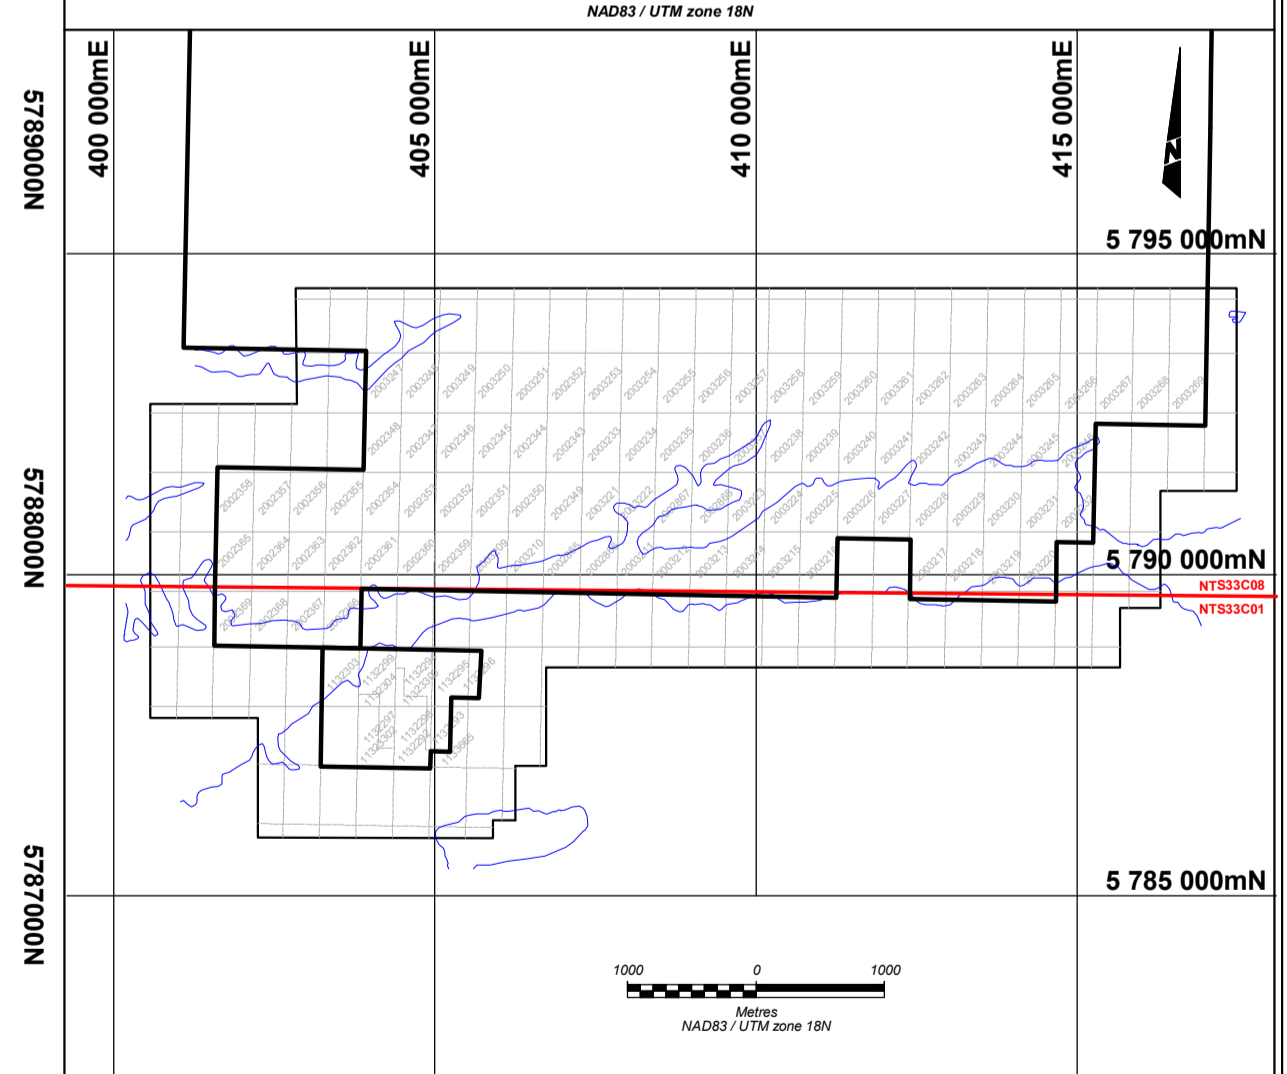 NAD83 / UTM zone 18N
400 000mE
405 000mE
410 000mE
415 000mE
5789000N
N
5 795 000mN
2003247 2003249 2003250 2003251 2003252 2003253 2003254 2003255 2003256 2003257 2003258 2003259 2003260 2003261 2003262 2003263 2003264 2003265 2003266 2003267 2003268 2003269
2002348 2002346 2002345 2002344 2002343 2003233 2003234 2003235 2003236 2003238 2003239 2003240 2003241 2003242 2003243 2003244 2003245
2002358 2002357 2002356 2002355 2002354 2002353 2002352 2002351 2002350 2002349 2003221 2003222 2003224 2003225 2003226 2003227 2003228 2003229 2003230 2003231
5788000N
2002365 2002364 2002363 2002362 2002360 2002359 2003210 2003213 2003215 2003217 2003218 2003219
5 790 000mN
NTS33C08
NTS33C01
2002369 2002368 2002367
1132303 1132299 1132295
1132304
1132297
1132302 1132292
5787000N
5 785 000mN
1000 0 1000
Metres
NAD83 / UTM zone 18N